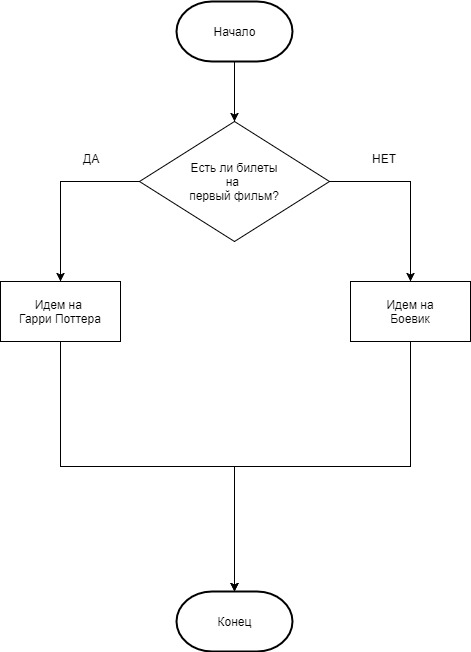 Начало
ДА
НЕТ
Есть ли билеты
на
первый фильм?
Идем на
Гарри Поттера
Идем на
Боевик
Конец